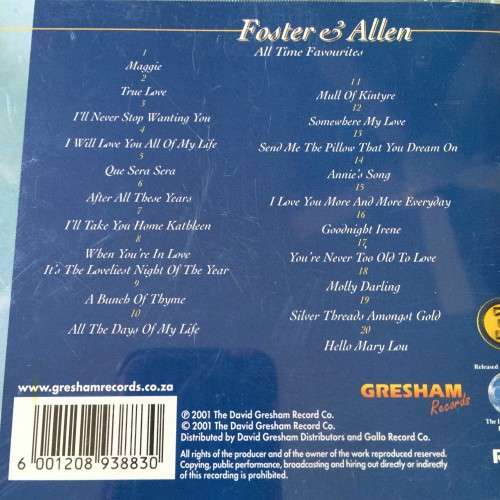 Foster & Allen
All Time Favourites
1
Maggie
2
True Love
3
I'll Never Stop Wanting You
4
I Will Love You All Of My Life
5
Que Sera Sera
6
After All These Years
7
I'll Take You Home Kathleen
8
When You're In Love
It's The Loveliest Night Of The Year
9
A Bunch Of Thyme
10
All The Days Of My Life
11
Mull Of Kintyre
12
Somewhere My Love
13
Send Me The Pillow That You Dream On
14
Annie's Song
15
I Love You More And More Everyday
16
Goodnight Irene
17
You're Never Too Old To Love
18
Molly Darling
19
Silver Threads Amongst Gold
20
Hello Mary Lou
www.greshamrecords.co.za
6 001208 938830
GRESHAM
Records
℗ 2001 The David Gresham Record Co.
© 2001 The David Gresham Record Co.
Distributed by David Gresham Distributors and Gallo Record Co.
All rights of the producer and of the owner of the work reproduced reserved.
Copying, public performance, broadcasting and hiring out directly or indirectly
of this recording is prohibited.
Released